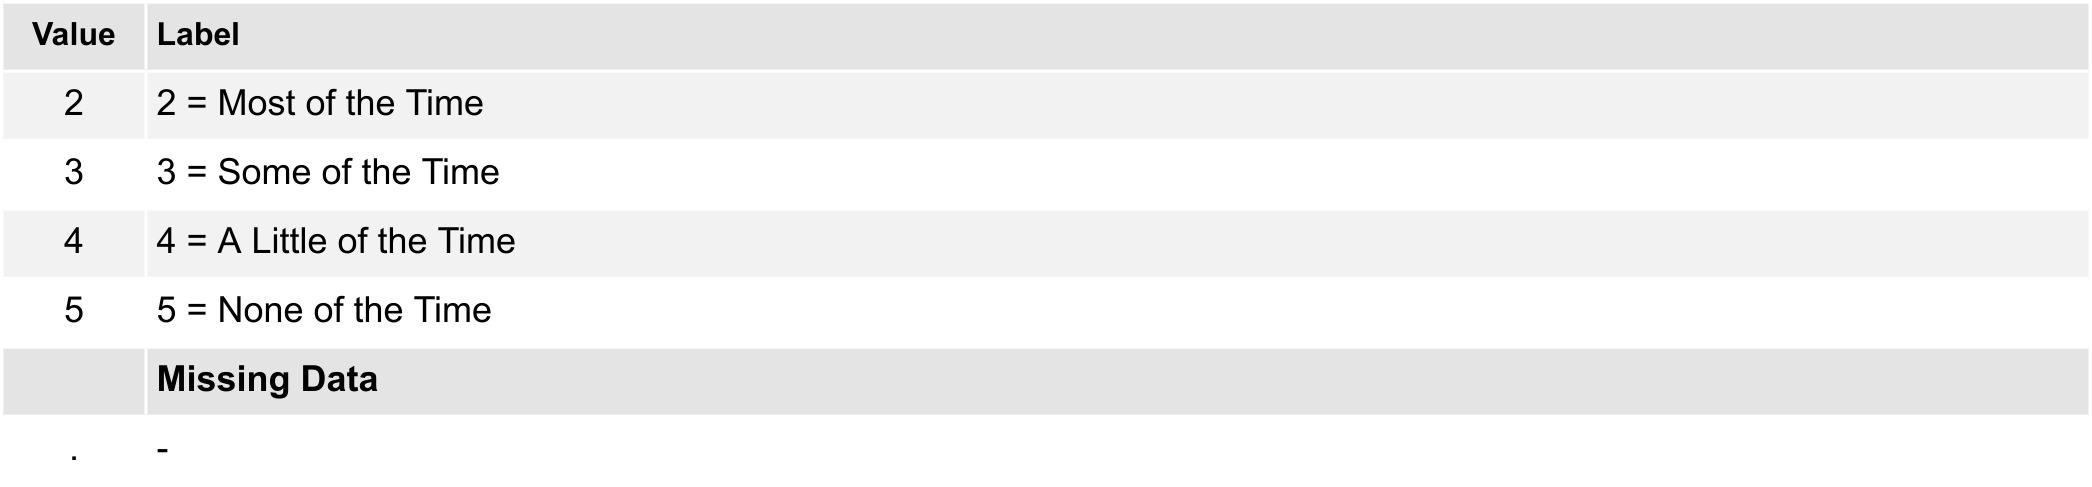 Value Label
2 2 = Most of the Time
3 3 = Some of the Time
4 4 = A Little of the Time
5 5 = None of the Time
Missing Data
. -